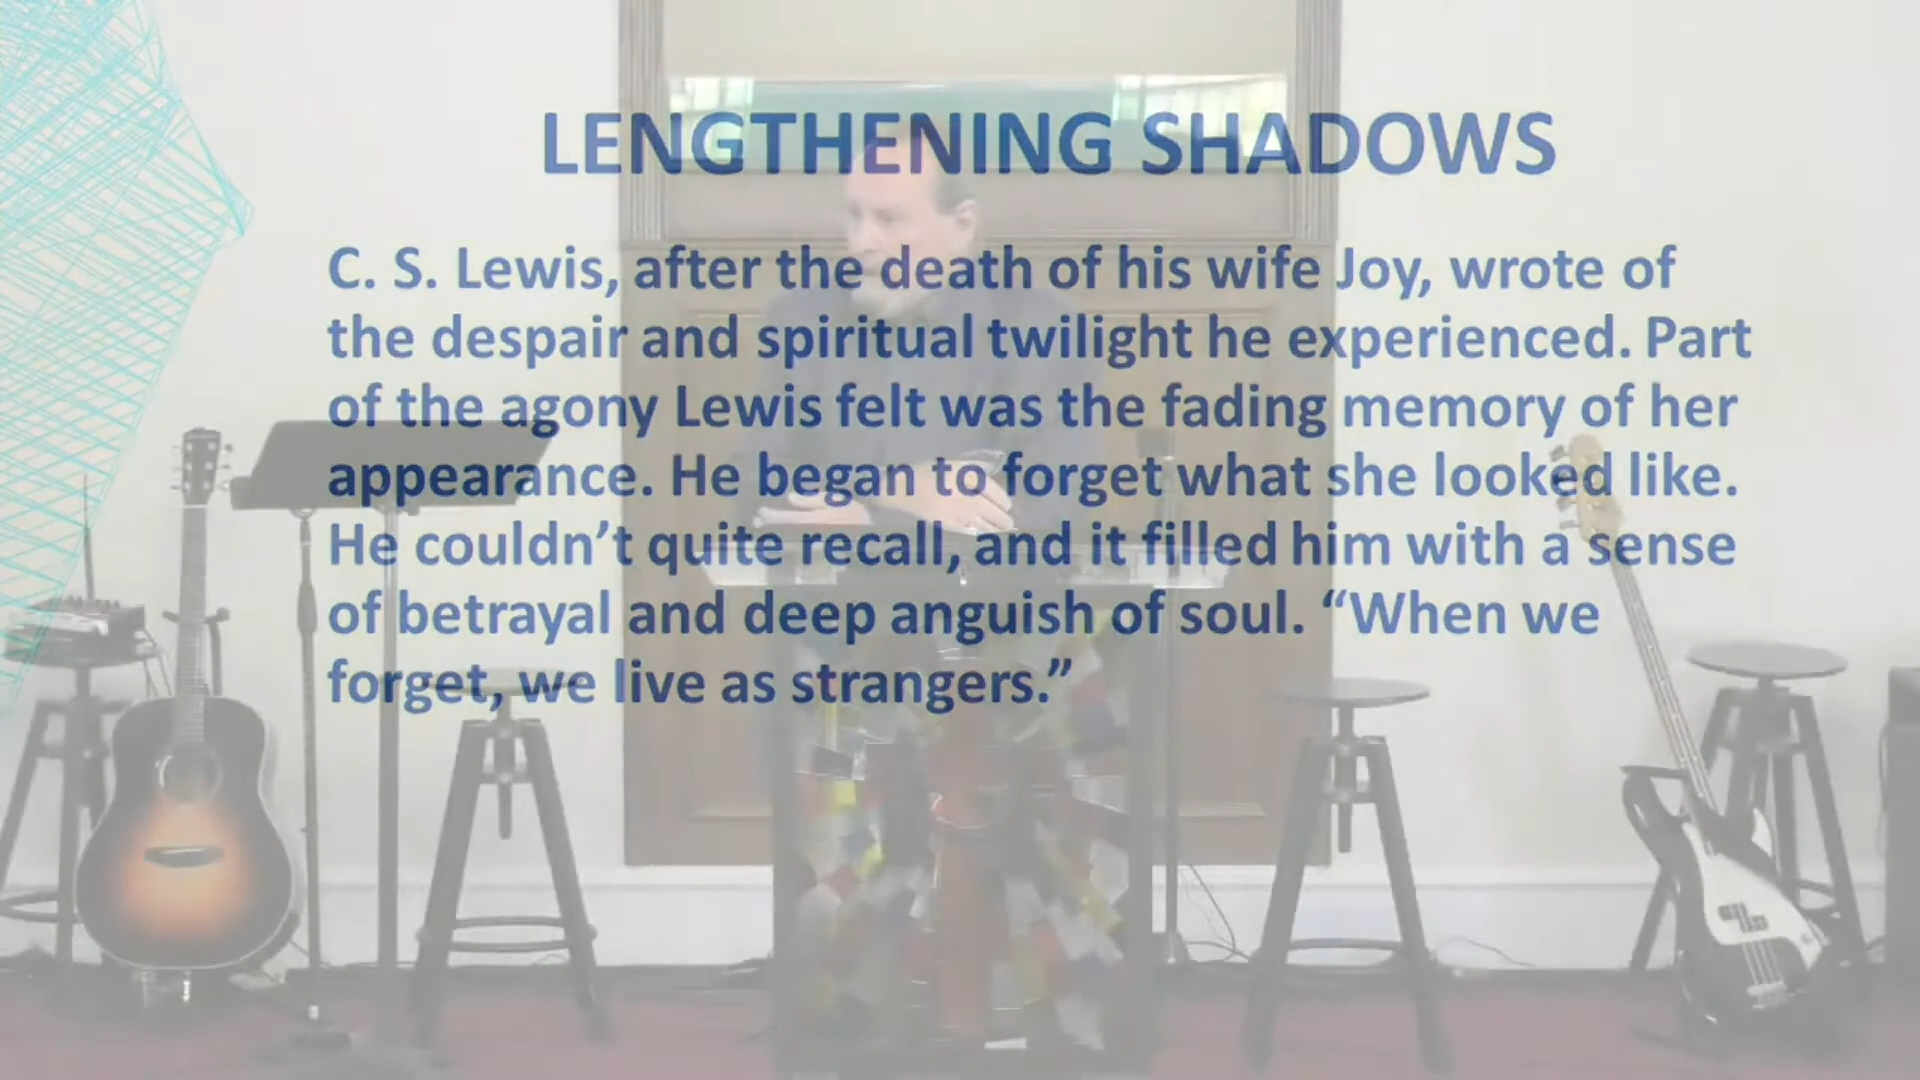 LENGTHENING SHADOWS
C. S. Lewis, after the death of his wife Joy, wrote of
the despair and spiritual twilight he experienced. Part
of the agony Lewis felt was the fading memory of her
appearance. He began to forget what she looked like.
He couldn’t quite recall, and it filled him with a sense
of betrayal and deep anguish of soul. “When we
forget, we live as strangers.”